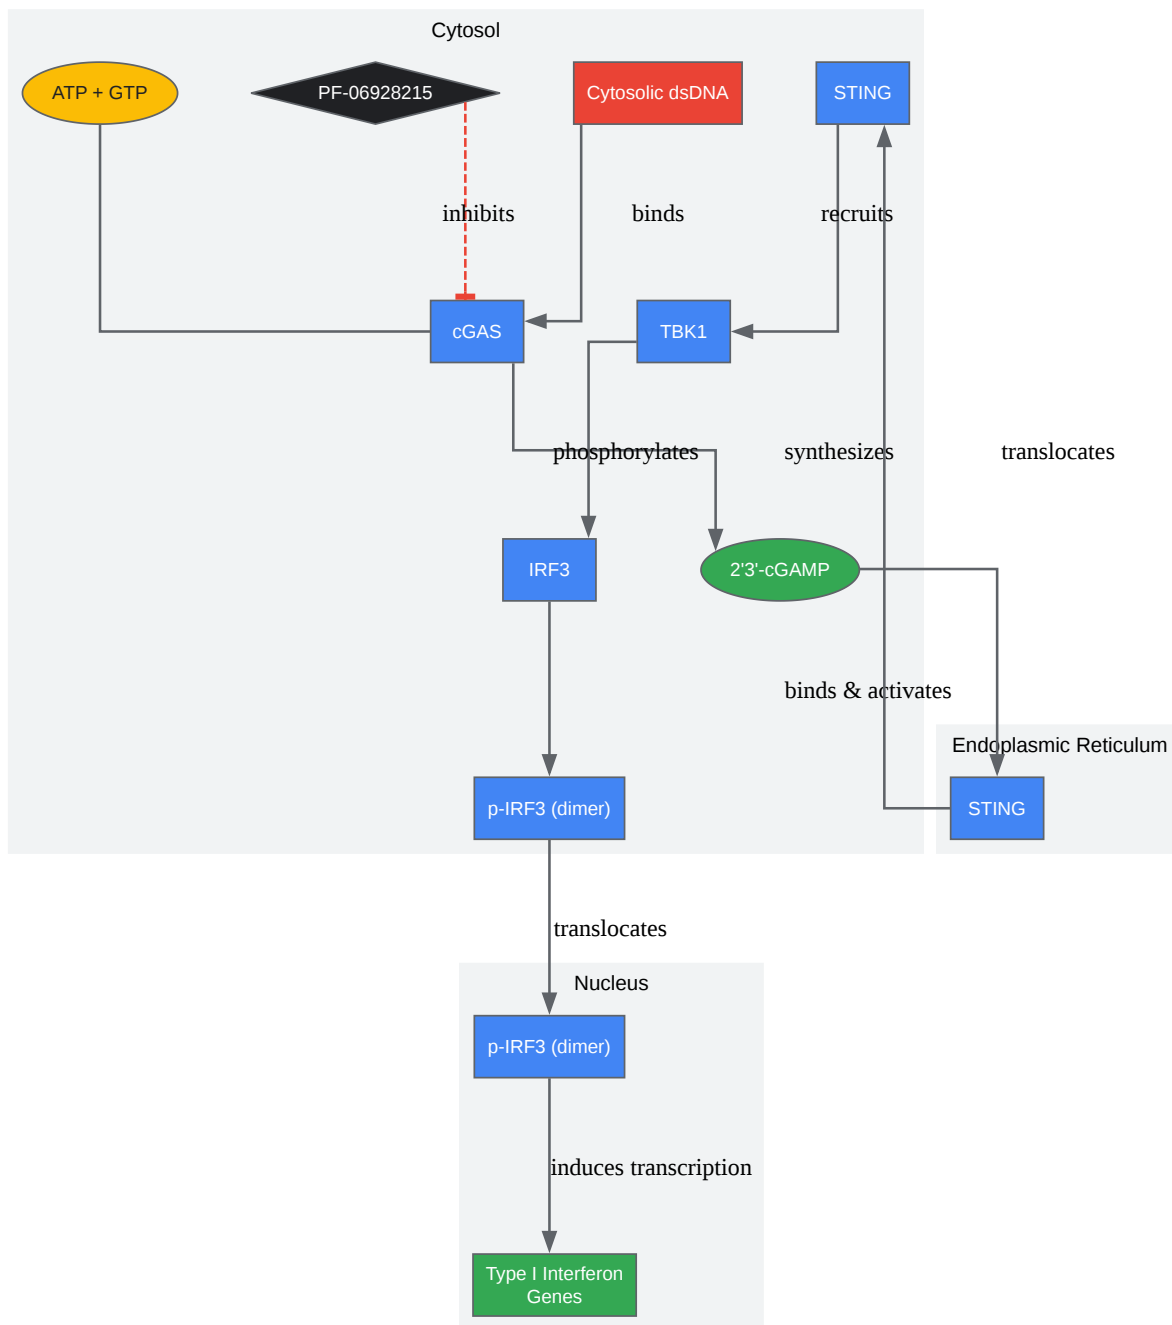 Cytosol
ATP + GTP
PF-06928215
Cytosolic dsDNA
STING
inhibits
binds
recruits
cGAS
TBK1
phosphorylates
synthesizes
translocates
IRF3
2'3'-cGAMP
binds & activates
Endoplasmic Reticulum
p-IRF3 (dimer)
STING
translocates
Nucleus
p-IRF3 (dimer)
induces transcription
Type I Interferon
Genes